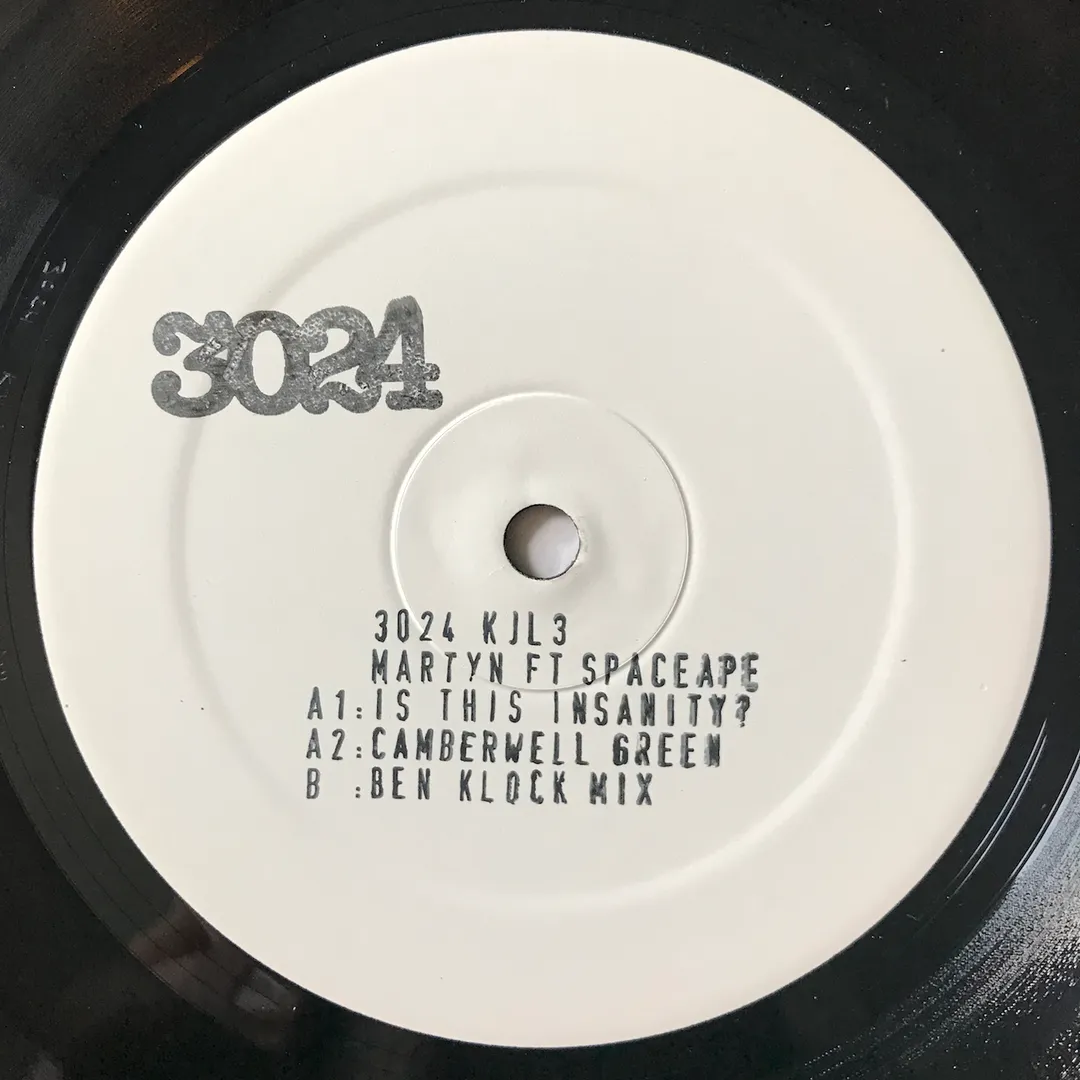 3024
3024 KJL3
MARTYN FT SPACEAPE
A1:IS THIS INSANITY?
A2:CAMBERWELL GREEN
B :BEN KLOCK MIX